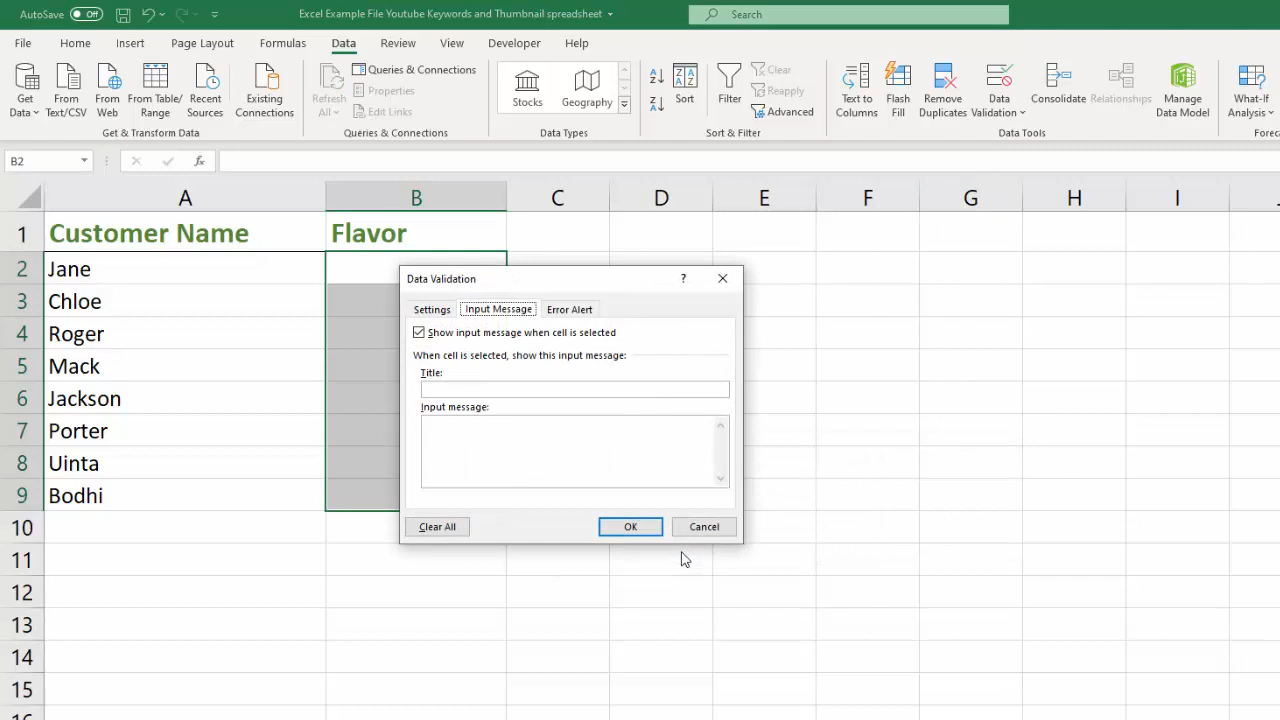 AutoSave Off Excel Example File Youtube Keywords and Thumbnail spreadsheet Search
File Home Insert Page Layout Formulas Data Review View Developer Help
Get Data
From Text/CSV
From Web
From Table/ Range
Recent Sources
Existing Connections
Get & Transform Data
Refresh All
Queries & Connections
Properties
Edit Links
Queries & Connections
Stocks
Geography
Data Types
Sort
Filter
Clear
Reapply
Advanced
Sort & Filter
Text to Columns
Flash Fill
Remove Duplicates
Data Validation
Consolidate
Relationships
Manage Data Model
Data Tools
What-If Analysis
B2 fx
A B C D E F G H I
1 Customer Name Flavor
2 Jane
3 Chloe
4 Roger
5 Mack
6 Jackson
7 Porter
8 Uinta
9 Bodhi
10
11
12
13
14
15
Data Validation ?
Settings Input Message Error Alert
Show input message when cell is selected
When cell is selected, show this input message:
Title:
Input message:
Clear All OK Cancel